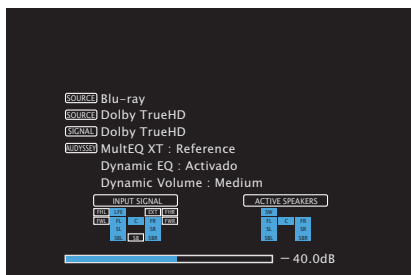 SOURCE Blu-ray
SOURCE Dolby TrueHD
SIGNAL Dolby TrueHD
AUDYSSEY MultEQ XT : Reference
Dynamic EQ : Activado
Dynamic Volume : Medium
INPUT SIGNAL ACTIVE SPEAKERS
FHL LFE EXT FHR SW
FWL FL C FR FWR FL C FR
SL SR SL SR
SBL SB SBR SBL SBR
- 40.0dB